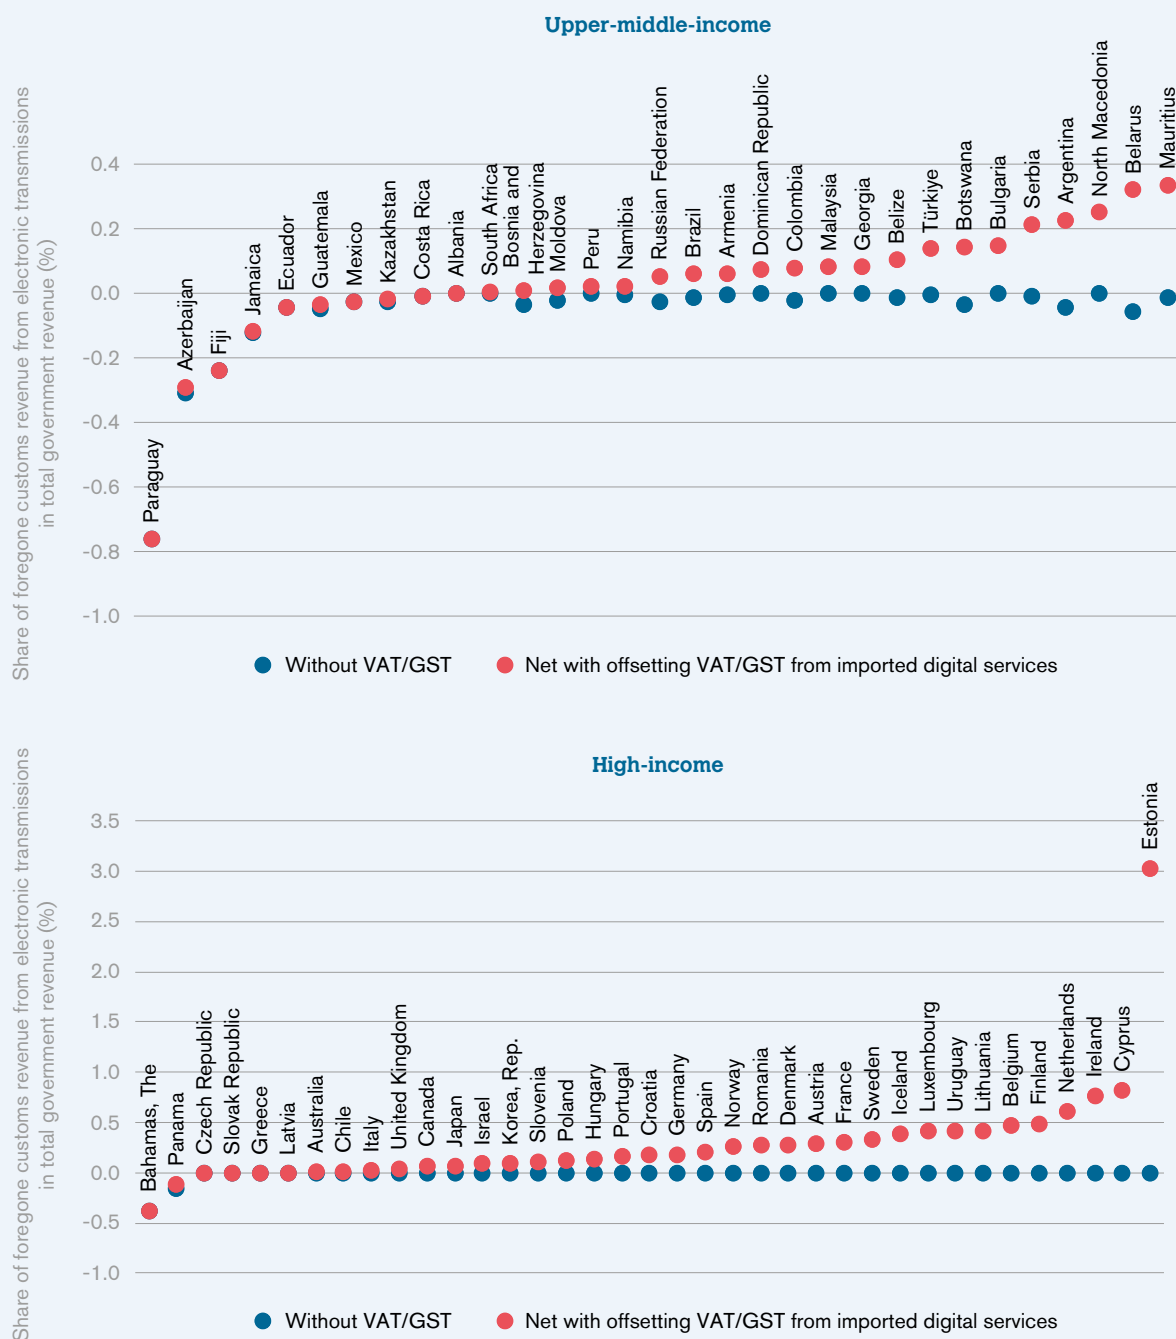 Upper-middle-income
Share of foregone customs revenue from electronic transmissions
in total government revenue (%)
0.4
0.2
0.0
-0.2
-0.4
-0.6
-0.8
-1.0
Paraguay
Azerbaijan
Fiji
Jamaica
Ecuador
Guatemala
Mexico
Kazakhstan
Costa Rica
Albania
South Africa
Bosnia and
Herzegovina
Moldova
Peru
Namibia
Russian Federation
Brazil
Armenia
Dominican Republic
Colombia
Malaysia
Georgia
Belize
Türkiye
Botswana
Bulgaria
Serbia
Argentina
North Macedonia
Belarus
Mauritius
Without VAT/GST
Net with offsetting VAT/GST from imported digital services
High-income
Share of foregone customs revenue from electronic transmissions
in total government revenue (%)
3.5
3.0
2.5
2.0
1.5
1.0
0.5
0.0
-0.5
-1.0
Bahamas, The
Panama
Czech Republic
Slovak Republic
Greece
Latvia
Australia
Chile
Italy
United Kingdom
Canada
Japan
Israel
Korea, Rep.
Slovenia
Poland
Hungary
Portugal
Croatia
Germany
Spain
Norway
Romania
Denmark
Austria
France
Sweden
Iceland
Luxembourg
Uruguay
Lithuania
Belgium
Finland
Netherlands
Ireland
Cyprus
Estonia
Without VAT/GST
Net with offsetting VAT/GST from imported digital services